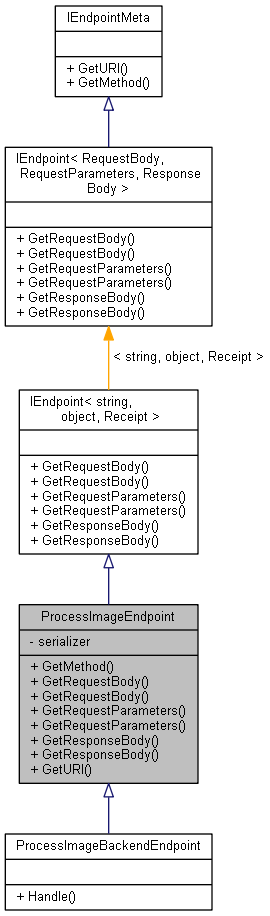 IEndpointMeta
+ GetURI()
+ GetMethod()
IEndpoint< RequestBody,
RequestParameters, Response
Body >
+ GetRequestBody()
+ GetRequestBody()
+ GetRequestParameters()
+ GetRequestParameters()
+ GetResponseBody()
+ GetResponseBody()
< string, object, Receipt >
IEndpoint< string,
object, Receipt >
+ GetRequestBody()
+ GetRequestBody()
+ GetRequestParameters()
+ GetRequestParameters()
+ GetResponseBody()
+ GetResponseBody()
ProcessImageEndpoint
- serializer
+ GetMethod()
+ GetRequestBody()
+ GetRequestBody()
+ GetRequestParameters()
+ GetRequestParameters()
+ GetResponseBody()
+ GetResponseBody()
+ GetURI()
ProcessImageBackendEndpoint
+ Handle()